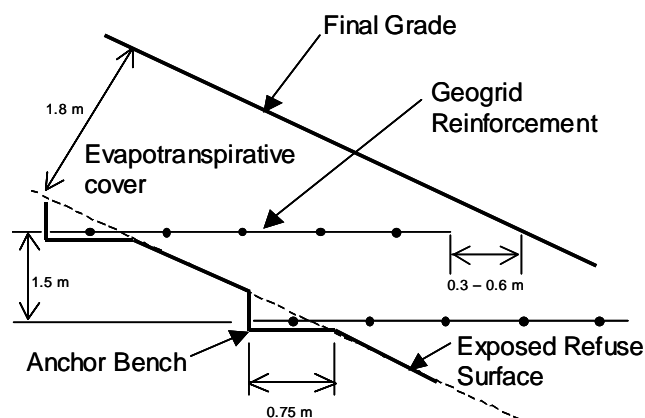 Final Grade
1.8 m
Geogrid
Reinforcement
Evapotranspirative
cover
1.5 m
0.3 – 0.6 m
Anchor Bench
Exposed Refuse
Surface
0.75 m